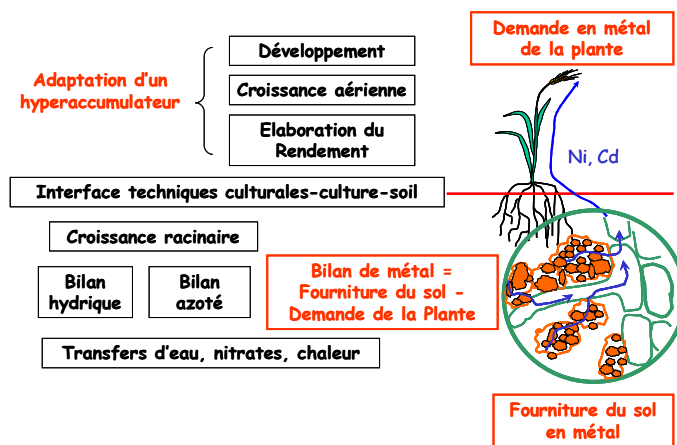 Demande en métal
de la plante
Développement
Adaptation d'un
hyperaccumulateur
Croissance aérienne
Elaboration du
Rendement
Ni, Cd
Interface techniques culturales-culture-soil
Croissance racinaire
Bilan
hydrique
Bilan
azoté
Bilan de métal =
Fourniture du sol -
Demande de la Plante
Transferts d'eau, nitrates, chaleur
Fourniture du sol
en métal